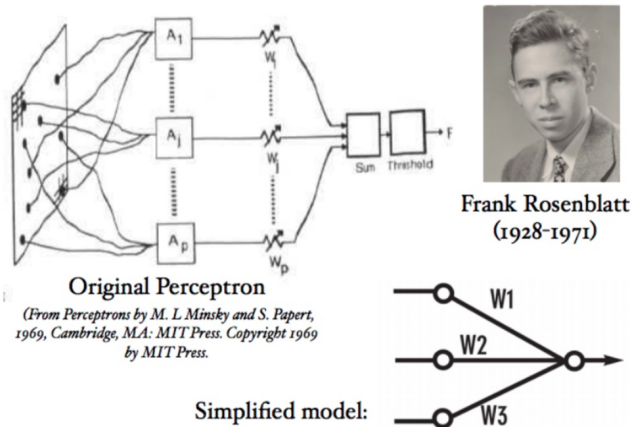 A1
W1
Aj
Wj
Ap
Wp
Sum
Threshold
F
Frank Rosenblatt
(1928-1971)
Original Perceptron
(From Perceptrons by M. L Minsky and S. Papert,
1969, Cambridge, MA: MIT Press. Copyright 1969
by MIT Press.
Simplified model:
W1
W2
W3